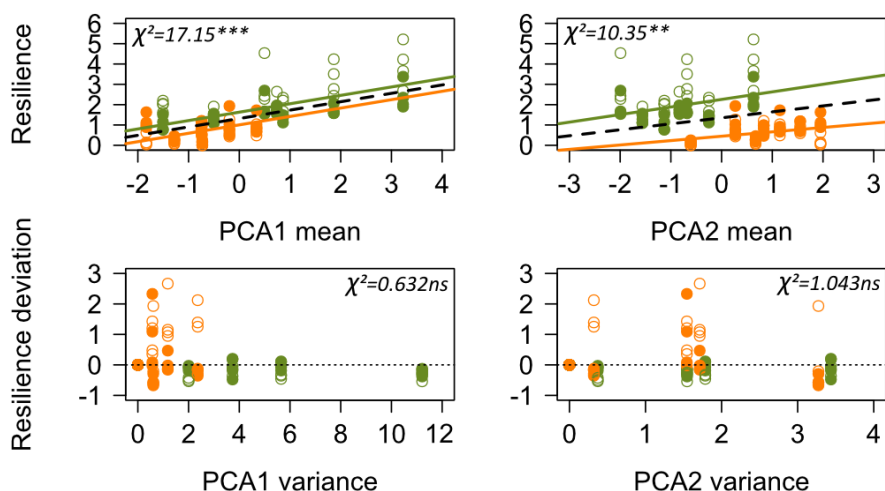 Resilience
6
5
4
3
2
1
0
χ²=17.15***
-2 -1 0 1 2 3 4
PCA1 mean
6
5
4
3
2
1
0
χ²=10.35**
-3 -2 -1 0 1 2 3
PCA2 mean
Resilience deviation
3
2
1
0
-1
χ²=0.632ns
0 2 4 6 8 10 12
PCA1 variance
3
2
1
0
-1
χ²=1.043ns
0 1 2 3 4
PCA2 variance